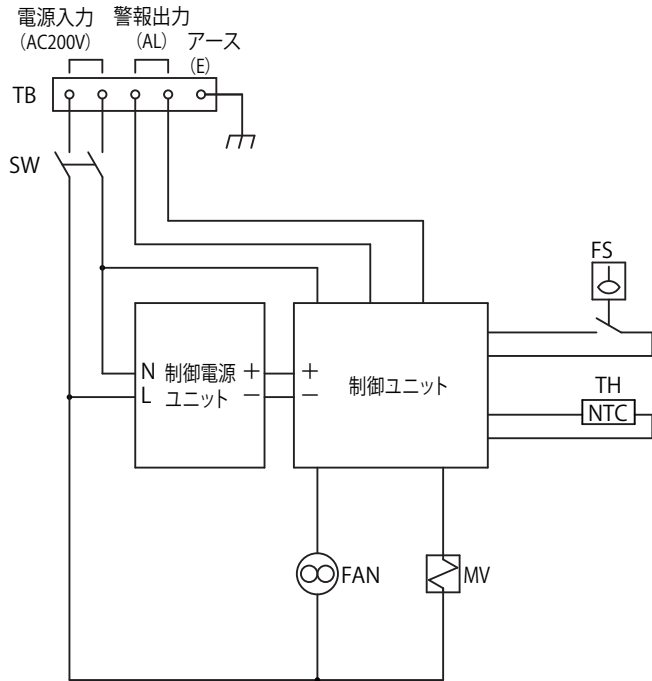 電源入力
(AC200V)
警報出力
(AL)
アース
(E)
TB
SW
FS
N
L
制御電源
ユニット
+
−
+
−
制御ユニット
TH
NTC
FAN
MV